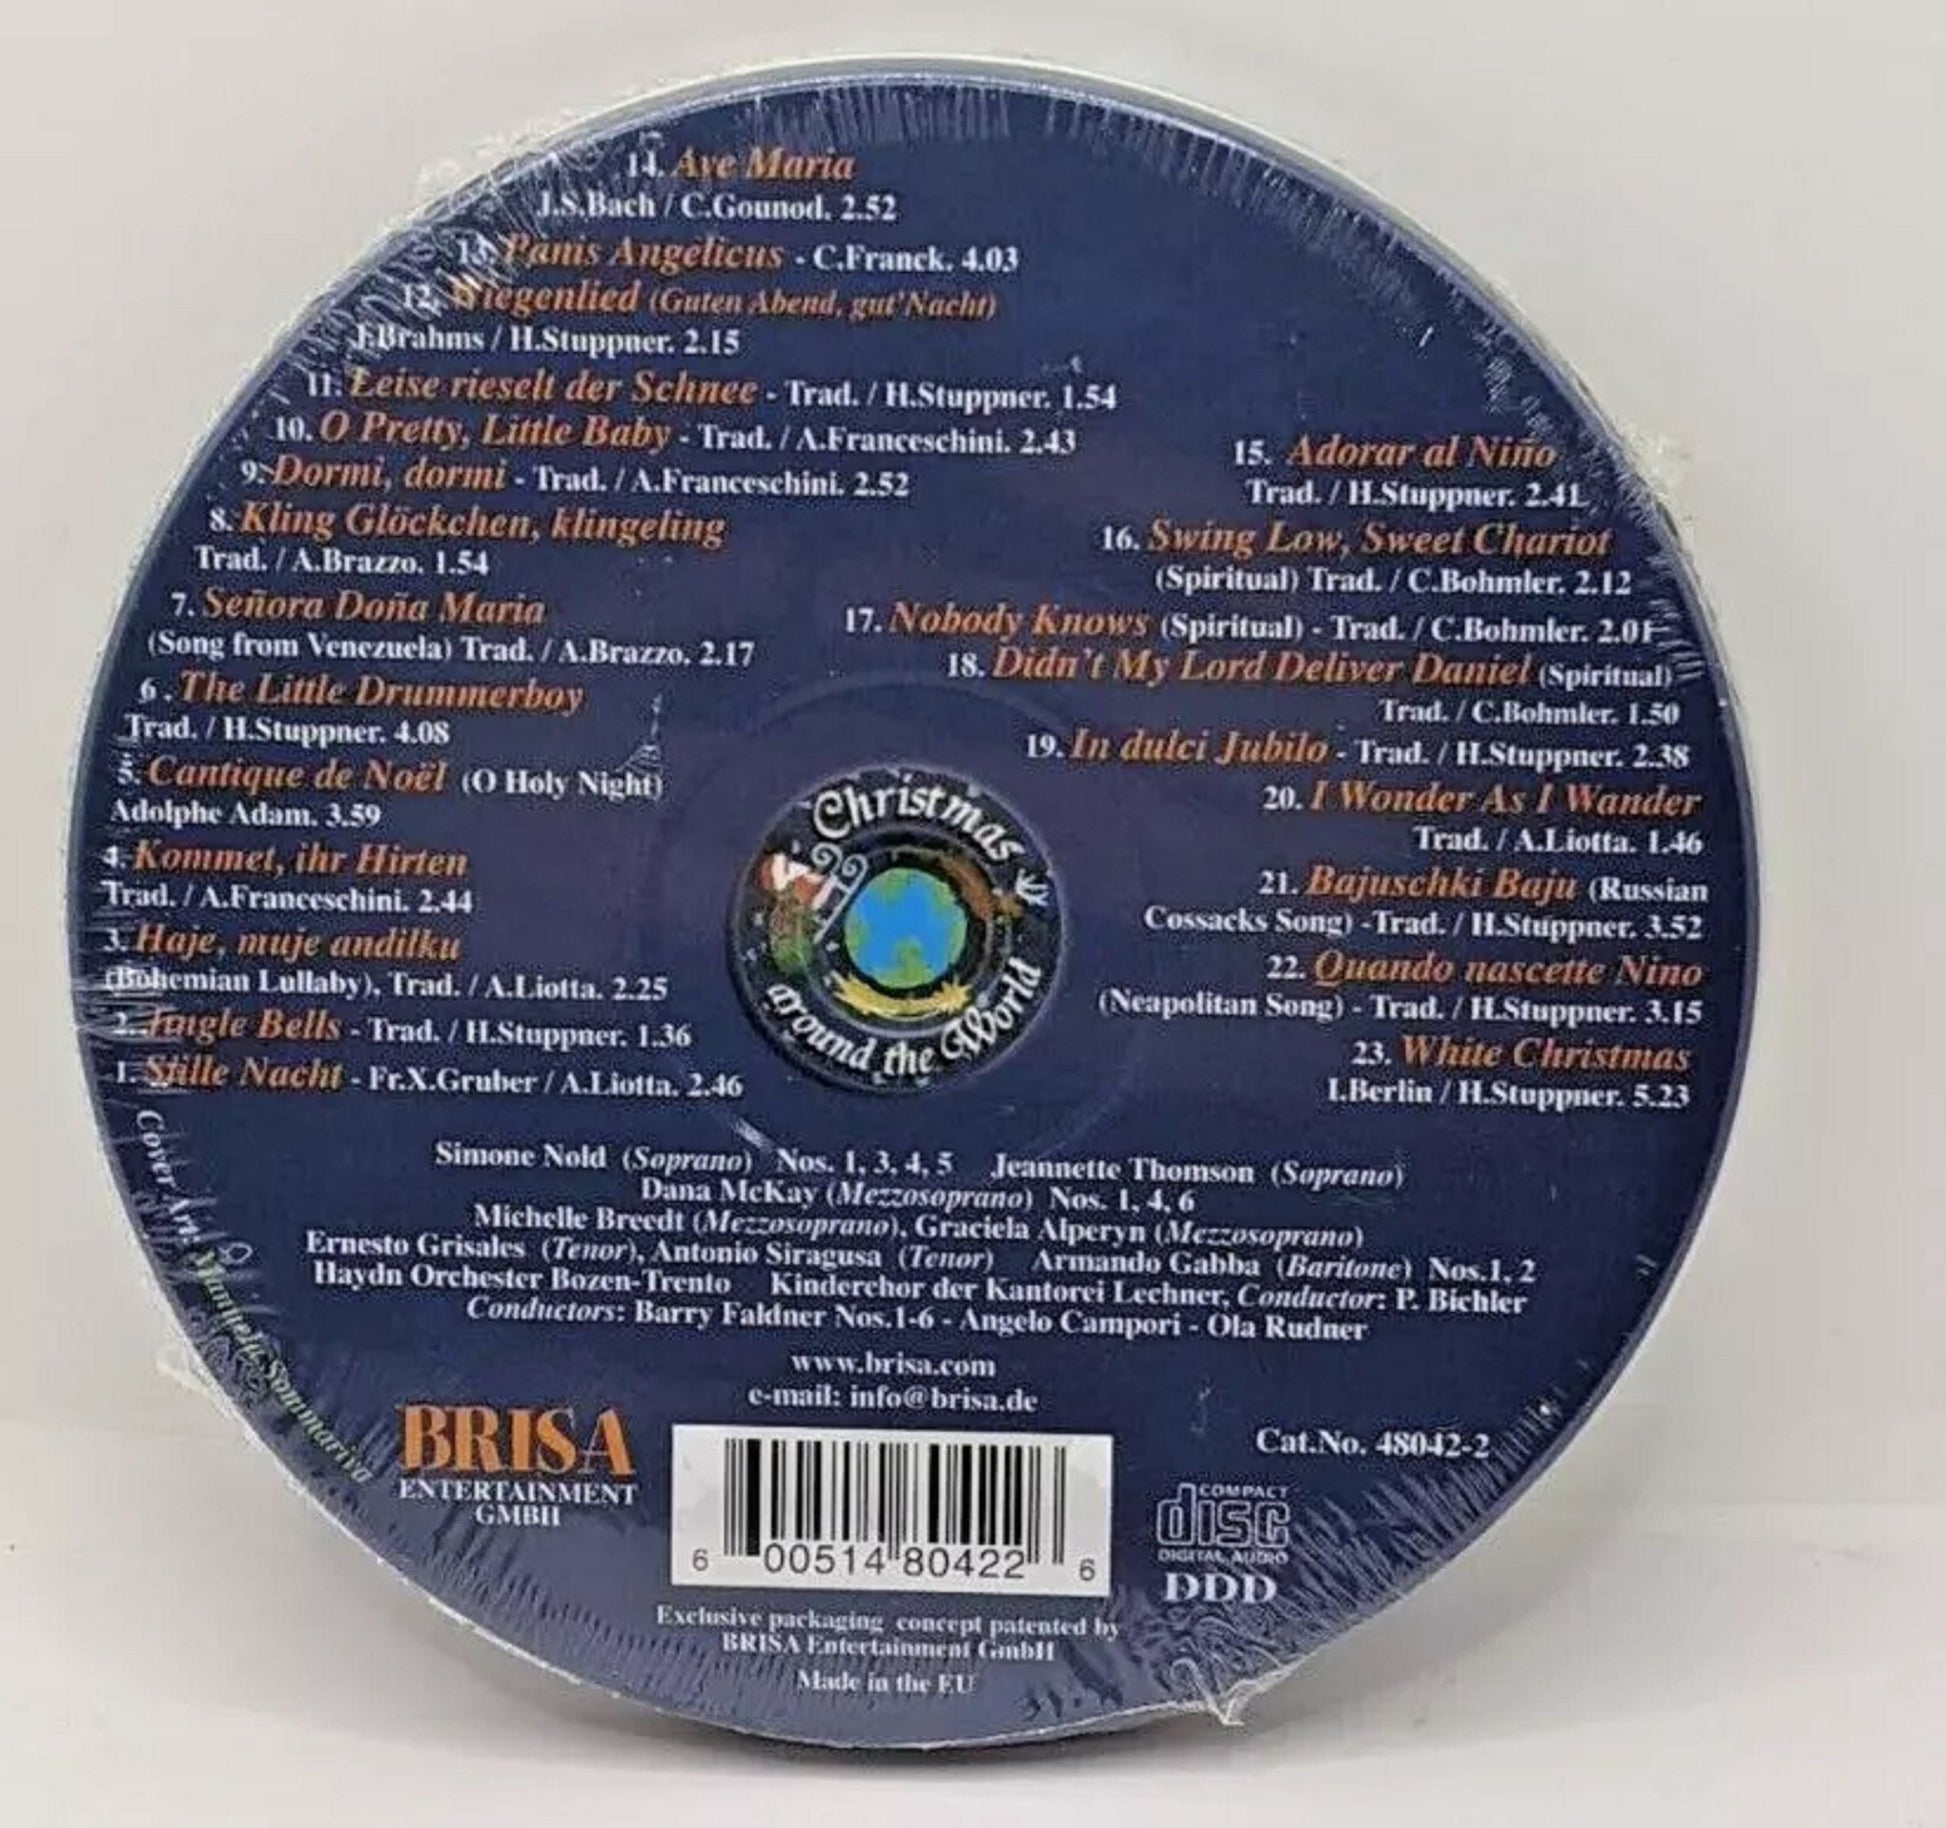 14. Ave Maria
J.S.Bach / C.Gounod. 2.52
13. Panis Angelicus - C.Franck. 4.03
12. Wiegenlied (Guten Abend, gut'Nacht)
J.Brahms / H.Stuppner. 2.15
11. Leise rieselt der Schnee - Trad. / H.Stuppner. 1.54
10. O Pretty, Little Baby - Trad. / A.Franceschini. 2.43
9. Dormi, dormi - Trad. / A.Franceschini. 2.52
8. Kling Glöckchen, klingeling
Trad. / A.Brazzo. 1.54
7. Señora Doña Maria
(Song from Venezuela) Trad. / A.Brazzo. 2.17
6 . The Little Drummerboy
Trad. / H.Stuppner. 4.08
5. Cantique de Noël (O Holy Night)
Adolphe Adam. 3.59
4. Kommet, ihr Hirten
Trad. / A.Franceschini. 2.44
3. Haje, muje andilku
(Bohemian Lullaby), Trad. / A.Liotta. 2.25
2. Jingle Bells - Trad. / H.Stuppner. 1.36
1. Stille Nacht - Fr.X.Gruber / A.Liotta. 2.46
15. Adorar al Niño
Trad. / H.Stuppner. 2.41
16. Swing Low, Sweet Chariot
(Spiritual) Trad. / C.Bohmler. 2.12
17. Nobody Knows (Spiritual) - Trad. / C.Bohmler. 2.01
18. Didn't My Lord Deliver Daniel (Spiritual)
Trad. / C.Bohmler. 1.50
19. In dulci Jubilo - Trad. / H.Stuppner. 2.38
20. I Wonder As I Wander
Trad. / A.Liotta. 1.46
21. Bajuschki Baju (Russian
Cossacks Song) -Trad. / H.Stuppner. 3.52
22. Quando nascette Nino
(Neapolitan Song) - Trad. / H.Stuppner. 3.15
23. White Christmas
I.Berlin / H.Stuppner. 5.23
Christmas
around the World
Cover Art: Manuela Sommariva
Simone Nold (Soprano) Nos. 1, 3, 4, 5 Jeannette Thomson (Soprano)
Dana McKay (Mezzosoprano) Nos. 1, 4, 6
Michelle Breedt (Mezzosoprano), Graciela Alperyn (Mezzosoprano)
Ernesto Grisales (Tenor), Antonio Siragusa (Tenor) Armando Gabba (Baritone) Nos.1, 2
Haydn Orchester Bozen-Trento Kinderchor der Kantorei Lechner, Conductor: P. Bichler
Conductors: Barry Faldner Nos.1-6 - Angelo Campori - Ola Rudner
www.brisa.com
e-mail: info@brisa.de
BRISA
ENTERTAINMENT
GMBH
Cat.No. 48042-2
6 00514 80422 6
COMPACT
disc
DIGITAL AUDIO
DDD
Exclusive packaging concept patented by
BRISA Entertainment GmbH
Made in the EU